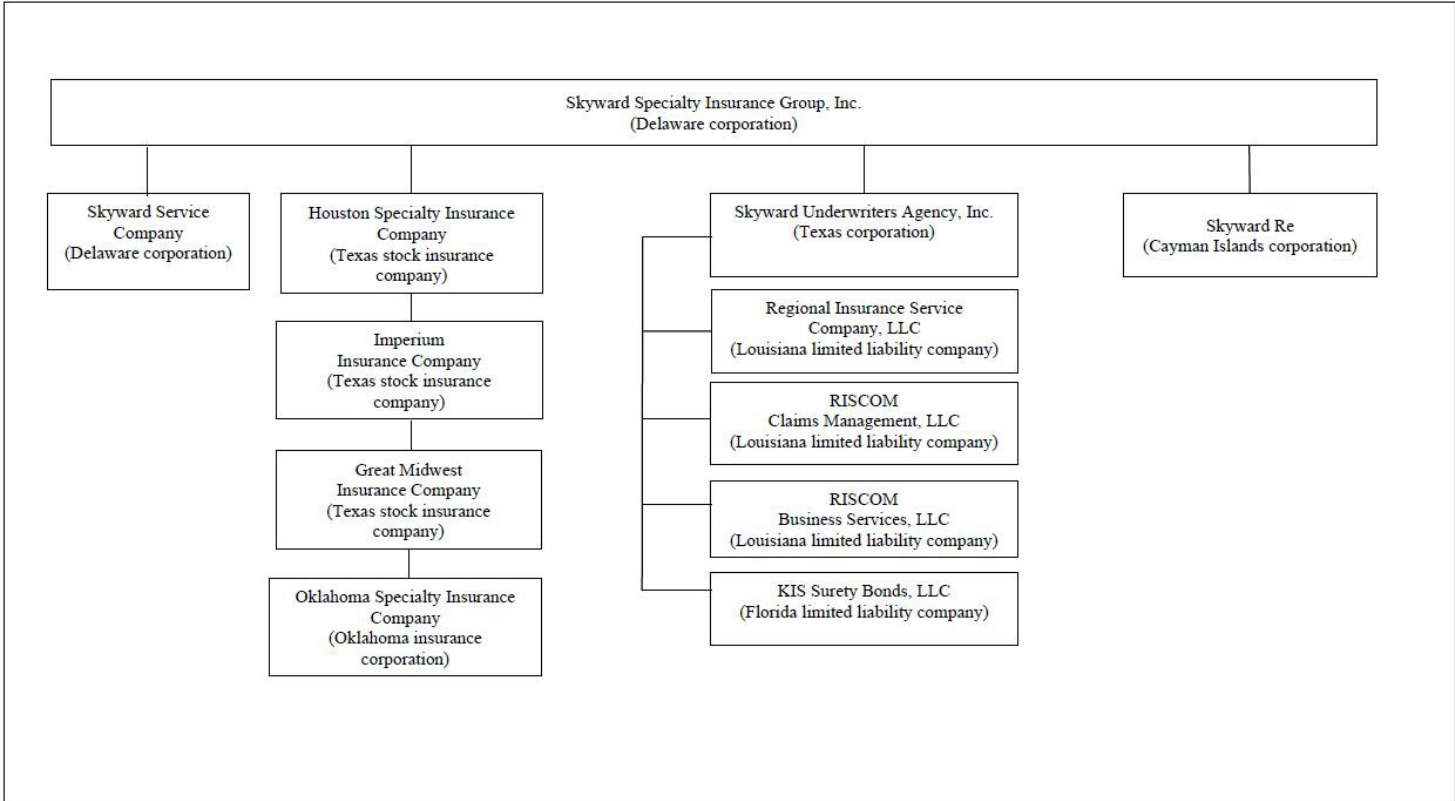 Skyward Specialty Insurance Group, Inc.
(Delaware corporation)
Skyward Service
Company
(Delaware corporation)
Houston Specialty Insurance
Company
(Texas stock insurance
company)
Imperium
Insurance Company
(Texas stock insurance
company)
Great Midwest
Insurance Company
(Texas stock insurance
company)
Oklahoma Specialty Insurance
Company
(Oklahoma insurance
corporation)
Skyward Underwriters Agency, Inc.
(Texas corporation)
Regional Insurance Service
Company, LLC
(Louisiana limited liability company)
RISCOM
Claims Management, LLC
(Louisiana limited liability company)
RISCOM
Business Services, LLC
(Louisiana limited liability company)
KIS Surety Bonds, LLC
(Florida limited liability company)
Skyward Re
(Cayman Islands corporation)